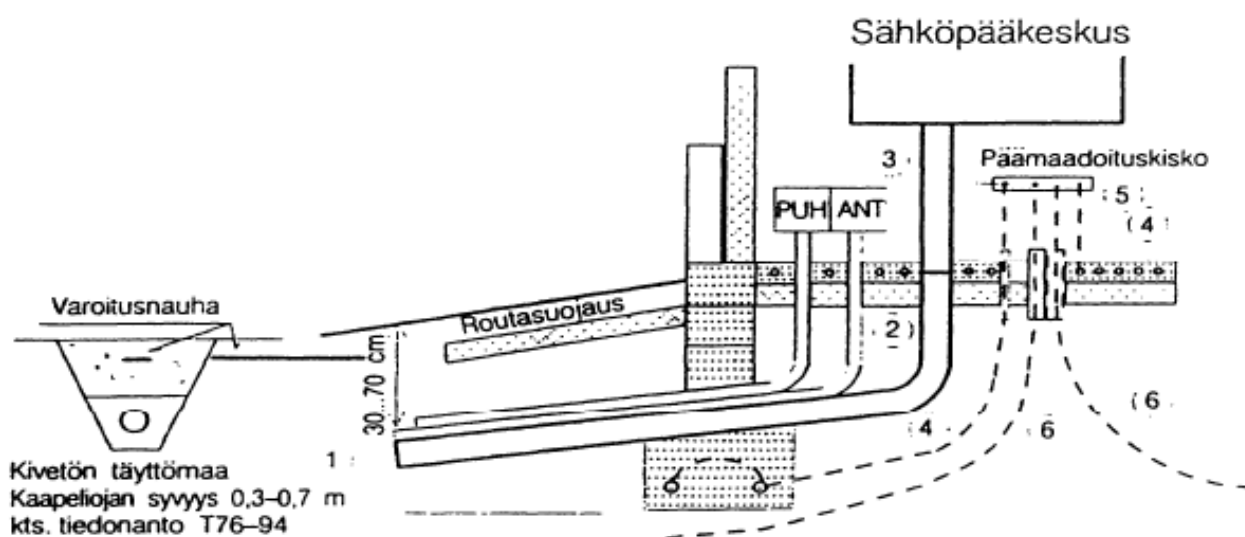 Sähköpääkeskus
3
Päämaadoituskisko
(5
(4)
PUH ANT
Varoitusnauha
Routasuojaus
(2)
30...70 cm
1
(4
(6
(6
Kivetön täyttömaa
Kaapeliojan syvyys 0,3–0,7 m
kts. tiedonanto T76–94